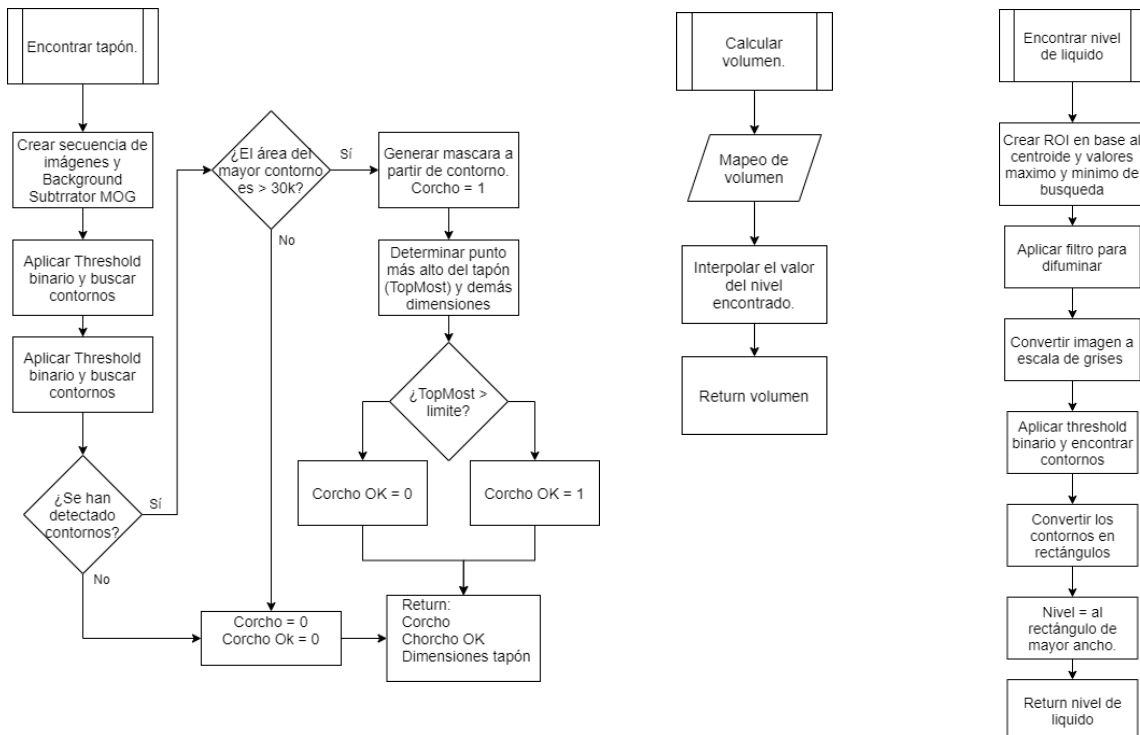 Encontrar tapón.
Crear secuencia de
imágenes y
Background
Subtrrator MOG
Aplicar Threshold
binario y buscar
contornos
Aplicar Threshold
binario y buscar
contornos
¿Se han
detectado
contornos?
Sí
No
¿El área del
mayor contorno
es > 30k?
Sí
No
Generar mascara a
partir de contorno.
Corcho = 1
Determinar punto
más alto del tapón
(TopMost) y demás
dimensiones
¿TopMost >
limite?
Corcho OK = 0
Corcho OK = 1
Corcho = 0
Corcho Ok = 0
Return:
Corcho
Chorcho OK
Dimensiones tapón
Calcular
volumen.
Mapeo de
volumen
Interpolar el valor
del nivel
encontrado.
Return volumen
Encontrar nivel
de liquido
Crear ROI en base al
centroide y valores
maximo y minimo de
busqueda
Aplicar filtro para
difuminar
Convertir imagen a
escala de grises
Aplicar threshold
binario y encontrar
contornos
Convertir los
contornos en
rectángulos
Nivel = al
rectángulo de
mayor ancho.
Return nivel de
liquido